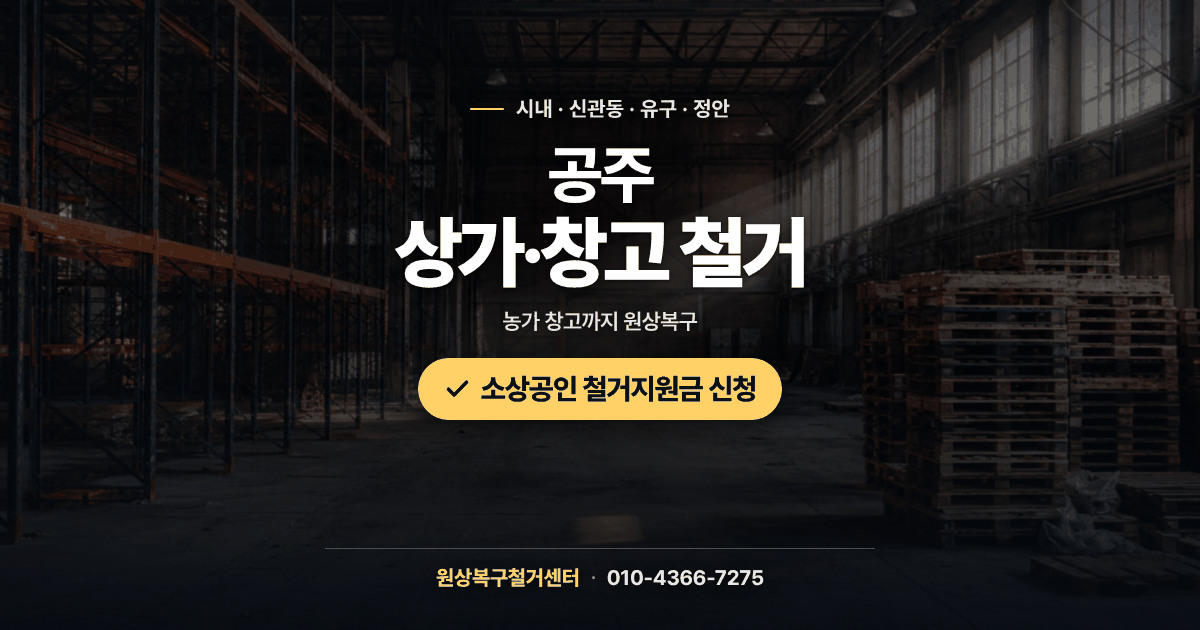 시내 · 신관동 · 유구 · 정안
공주
상가·창고 철거
농가 창고까지 원상복구
소상공인 철거지원금 신청
원상복구철거센터 · 010-4366-7275